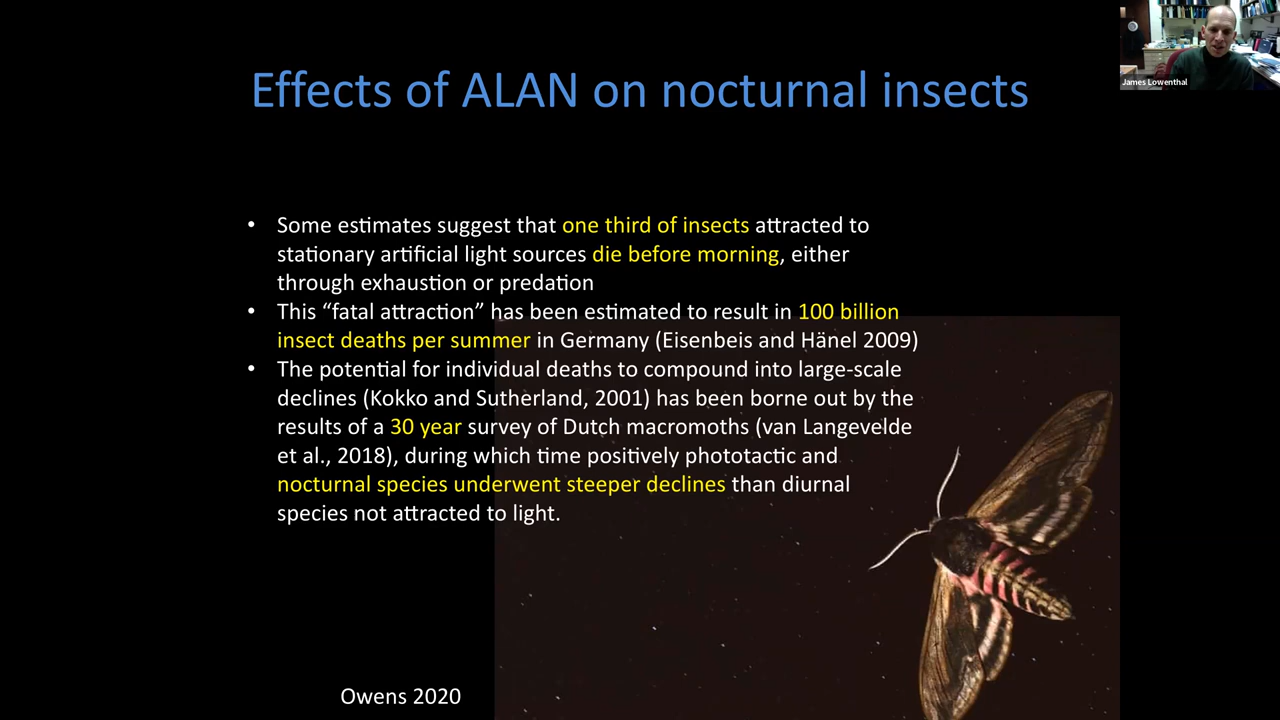 James Lowenthal
Effects of ALAN on nocturnal insects
• Some estimates suggest that one third of insects attracted to
stationary artificial light sources die before morning, either
through exhaustion or predation
• This “fatal attraction” has been estimated to result in 100 billion
insect deaths per summer in Germany (Eisenbeis and Hänel 2009)
• The potential for individual deaths to compound into large-scale
declines (Kokko and Sutherland, 2001) has been borne out by the
results of a 30 year survey of Dutch macromoths (van Langevelde
et al., 2018), during which time positively phototactic and
nocturnal species underwent steeper declines than diurnal
species not attracted to light.
Owens 2020